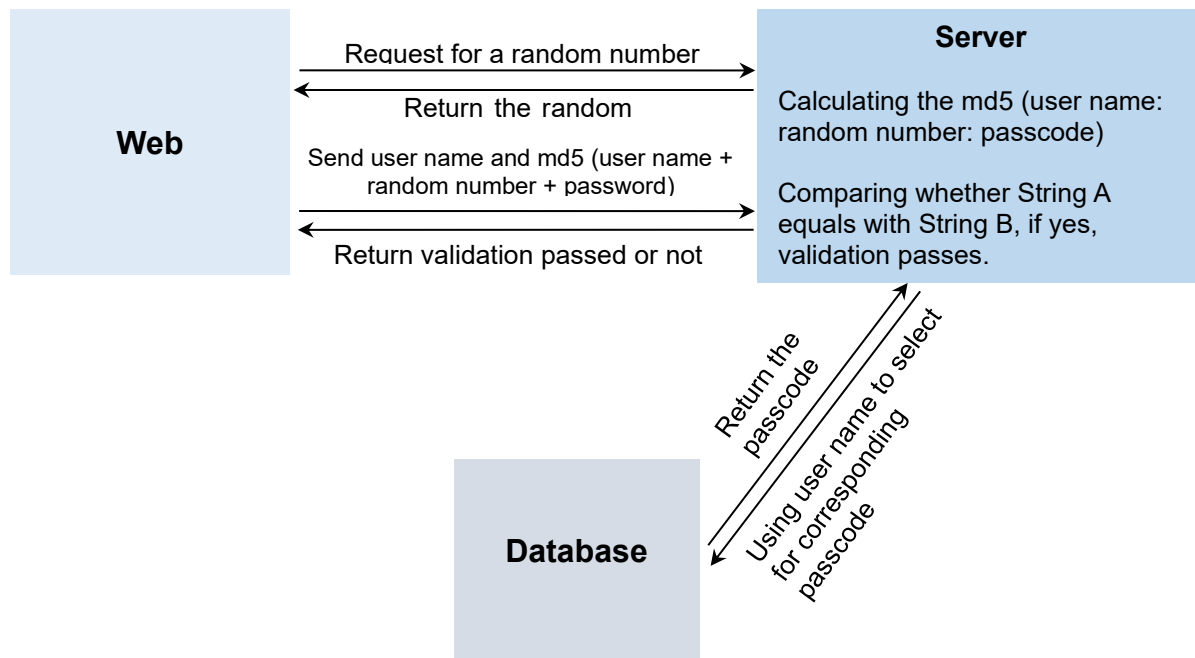 Web
Request for a random number
Return the random
Send user name and md5 (user name +
random number + password)
Return validation passed or not
Server
Calculating the md5 (user name:
random number: passcode)
Comparing whether String A
equals with String B, if yes,
validation passes.
Return the
passcode
Using user name to select
for corresponding
passcode
Database